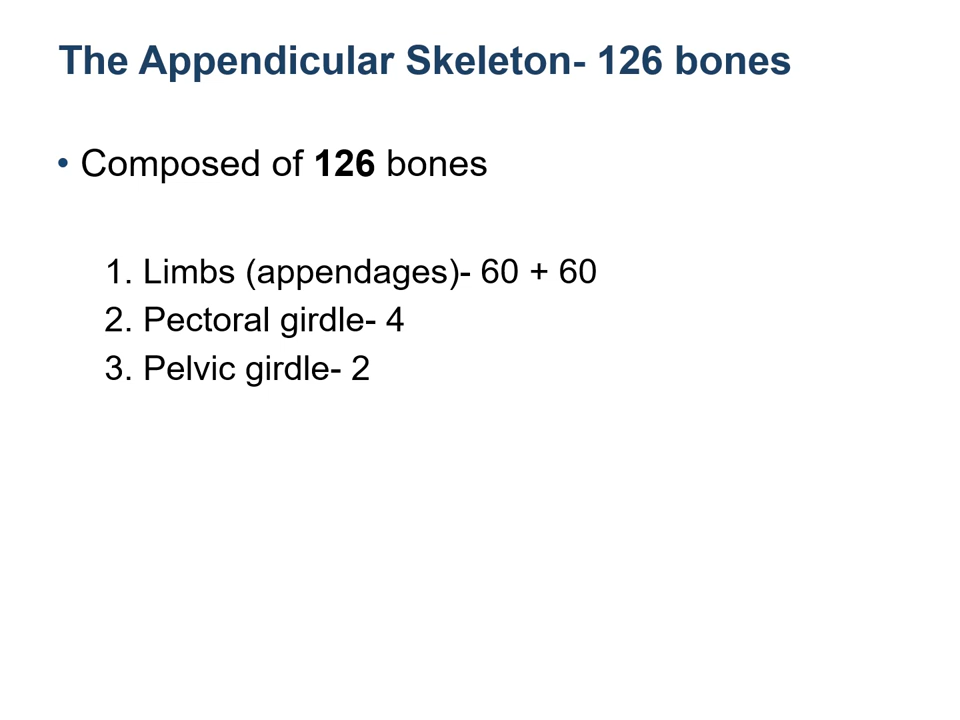 The Appendicular Skeleton- 126 bones
• Composed of 126 bones
1. Limbs (appendages)- 60 + 60
2. Pectoral girdle- 4
3. Pelvic girdle- 2